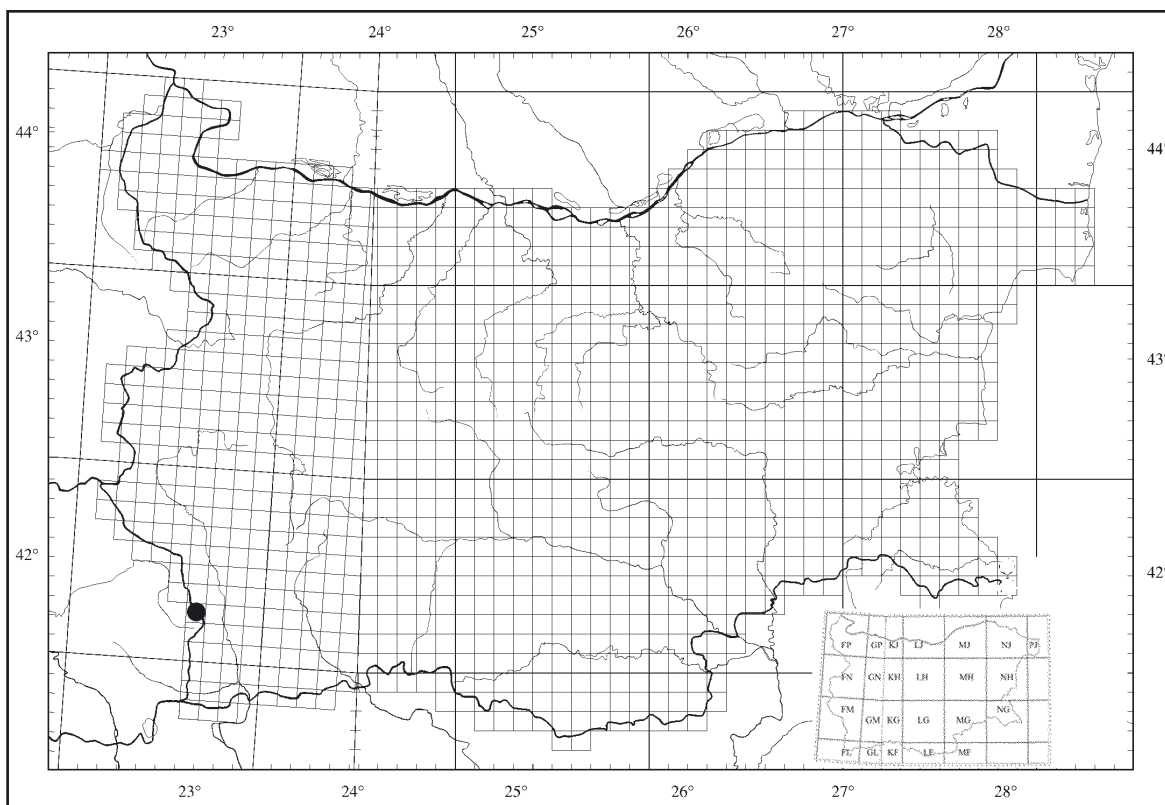 23° 24° 25° 26° 27° 28°
44° 44°
43° 43°
42° 42°
FP GP KJ LJ MJ NJ PJ
FN GN KH LH MH NH
FM GM KG LG MG NG
FL GL KF LF MF
23° 24° 25° 26° 27° 28°